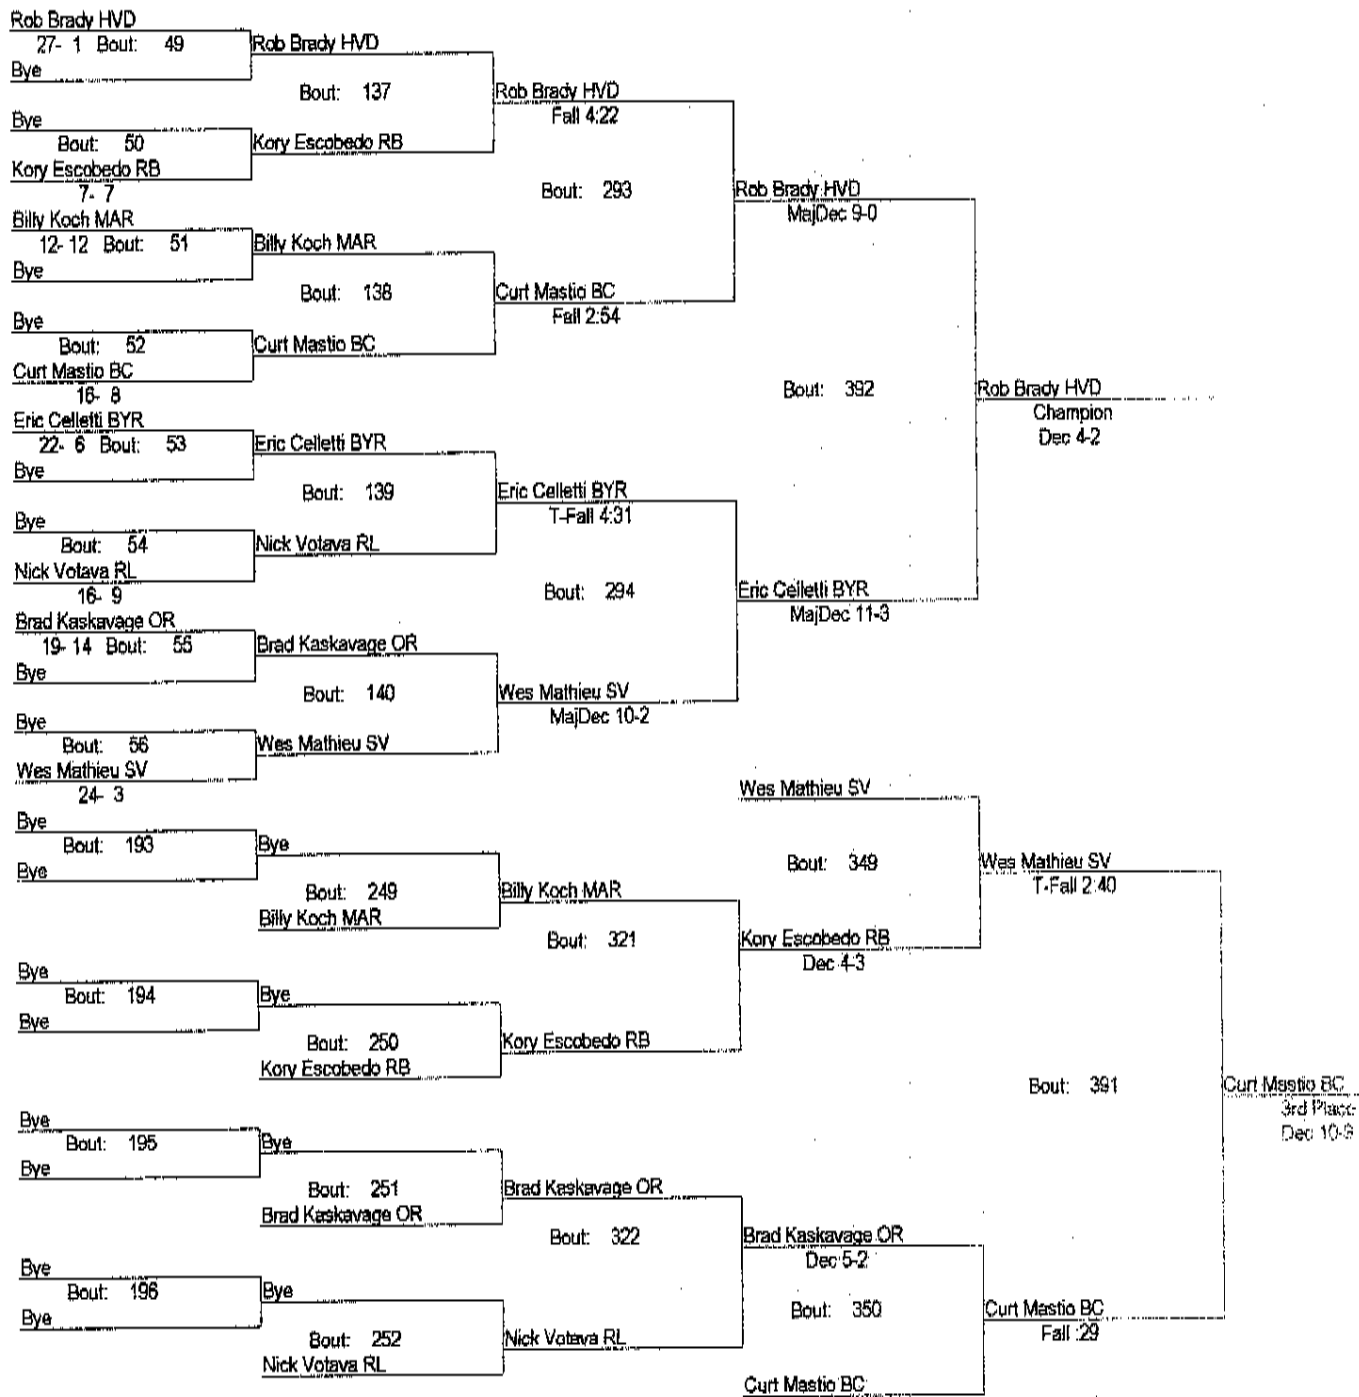 Rob Brady HVD
27- 1 Bout: 49
Rob Brady HVD
Bye
Bout: 137
Rob Brady HVD
Fall 4:22
Bye
Bout: 50
Kory Escobedo RB
Kory Escobedo RB
7- 7
Bout: 293
Rob Brady HVD
MajDec 9-0
Billy Koch MAR
12- 12 Bout: 51
Billy Koch MAR
Bye
Bout: 138
Curt Mastio BC
Fall 2:54
Bye
Bout: 52
Curt Mastio BC
Curt Mastio BC
16- 8
Bout: 392
Rob Brady HVD
Champion
Dec 4-2
Eric Celletti BYR
22- 6 Bout: 53
Eric Celletti BYR
Bye
Bout: 139
Eric Celletti BYR
T-Fall 4:31
Bye
Bout: 54
Nick Votava RL
Nick Votava RL
16- 9
Bout: 294
Eric Celletti BYR
MajDec 11-3
Brad Kaskavage OR
19- 14 Bout: 55
Brad Kaskavage OR
Bye
Bout: 140
Wes Mathieu SV
MajDec 10-2
Bye
Bout: 56
Wes Mathieu SV
Wes Mathieu SV
24- 3
Wes Mathieu SV
Bye
Bout: 193
Bye
Bye
Bout: 349
Wes Mathieu SV
T-Fall 2:40
Bout: 249
Billy Koch MAR
Billy Koch MAR
Bout: 321
Kory Escobedo RB
Dec 4-3
Bye
Bout: 194
Bye
Bye
Bout: 250
Kory Escobedo RB
Kory Escobedo RB
Bout: 391
Curt Mastio BC
3rd Place
Dec 10-9
Bye
Bout: 195
Bye
Bye
Bout: 251
Brad Kaskavage OR
Brad Kaskavage OR
Bout: 322
Brad Kaskavage OR
Dec 5-2
Bye
Bout: 196
Bye
Bye
Bout: 350
Curt Mastio BC
Fall :29
Bout: 252
Nick Votava RL
Nick Votava RL
Curt Mastio BC